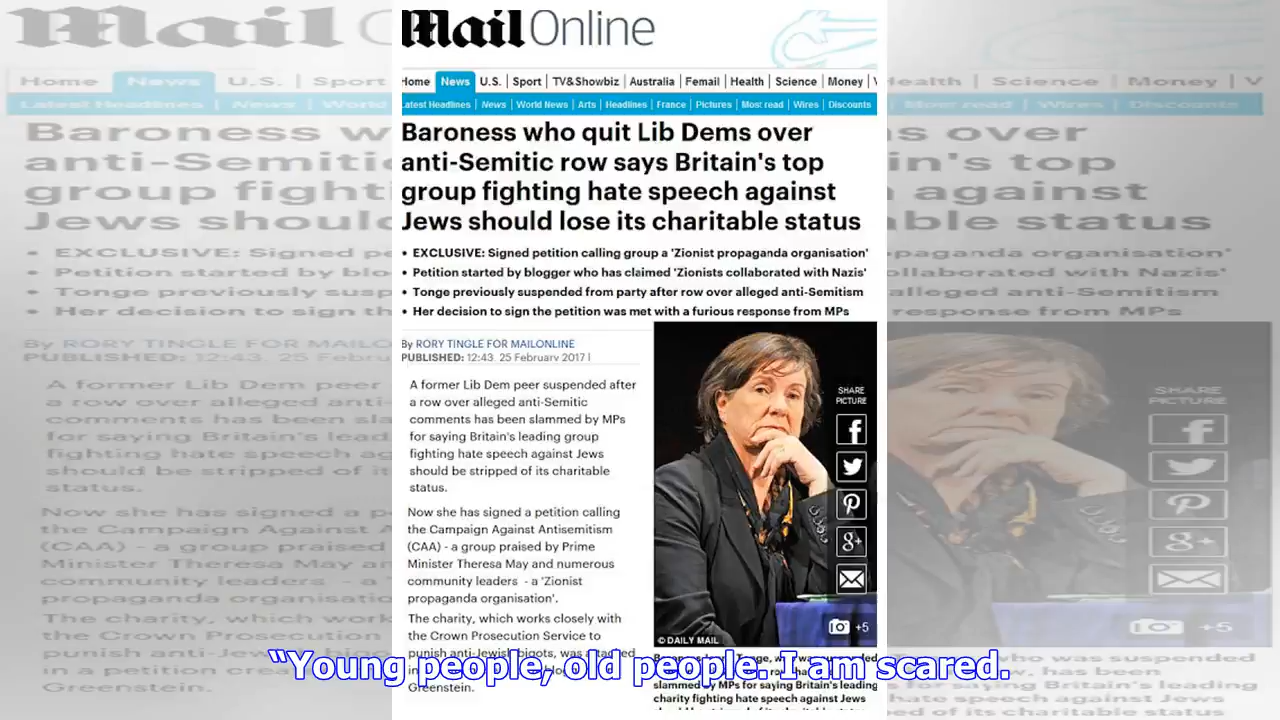 Mail Online
Home News U.S. Sport TV&Showbiz Australia Femail Health Science Money
Latest Headlines News World News Arts Headlines France Pictures Most read Wires Discounts
Baroness who quit Lib Dems over
anti-Semitic row says Britain's top
group fighting hate speech against
Jews should lose its charitable status
• EXCLUSIVE: Signed petition calling group a 'Zionist propaganda organisation'
• Petition started by blogger who has claimed 'Zionists collaborated with Nazis'
• Tonge previously suspended from party after row over alleged anti-Semitism
• Her decision to sign the petition was met with a furious response from MPs
By RORY TINGLE FOR MAILONLINE
PUBLISHED: 12:43, 25 February 2017 |
A former Lib Dem peer suspended after
a row over alleged anti-Semitic
comments has been slammed by MPs
for saying Britain's leading group
fighting hate speech against Jews
should be stripped of its charitable
status.
Now she has signed a petition calling
the Campaign Against Antisemitism
(CAA) - a group praised by Prime
Minister Theresa May and numerous
community leaders - a 'Zionist
propaganda organisation'.
The charity, which works closely with
the Crown Prosecution Service to
punish anti-Jewish bigots, was
Greenstein.
SHARE
PICTURE
+5
© DAILY MAIL
slammed by MPs for saying Britain's leading
charity fighting hate speech against Jews
“Young people, old people. I am scared.